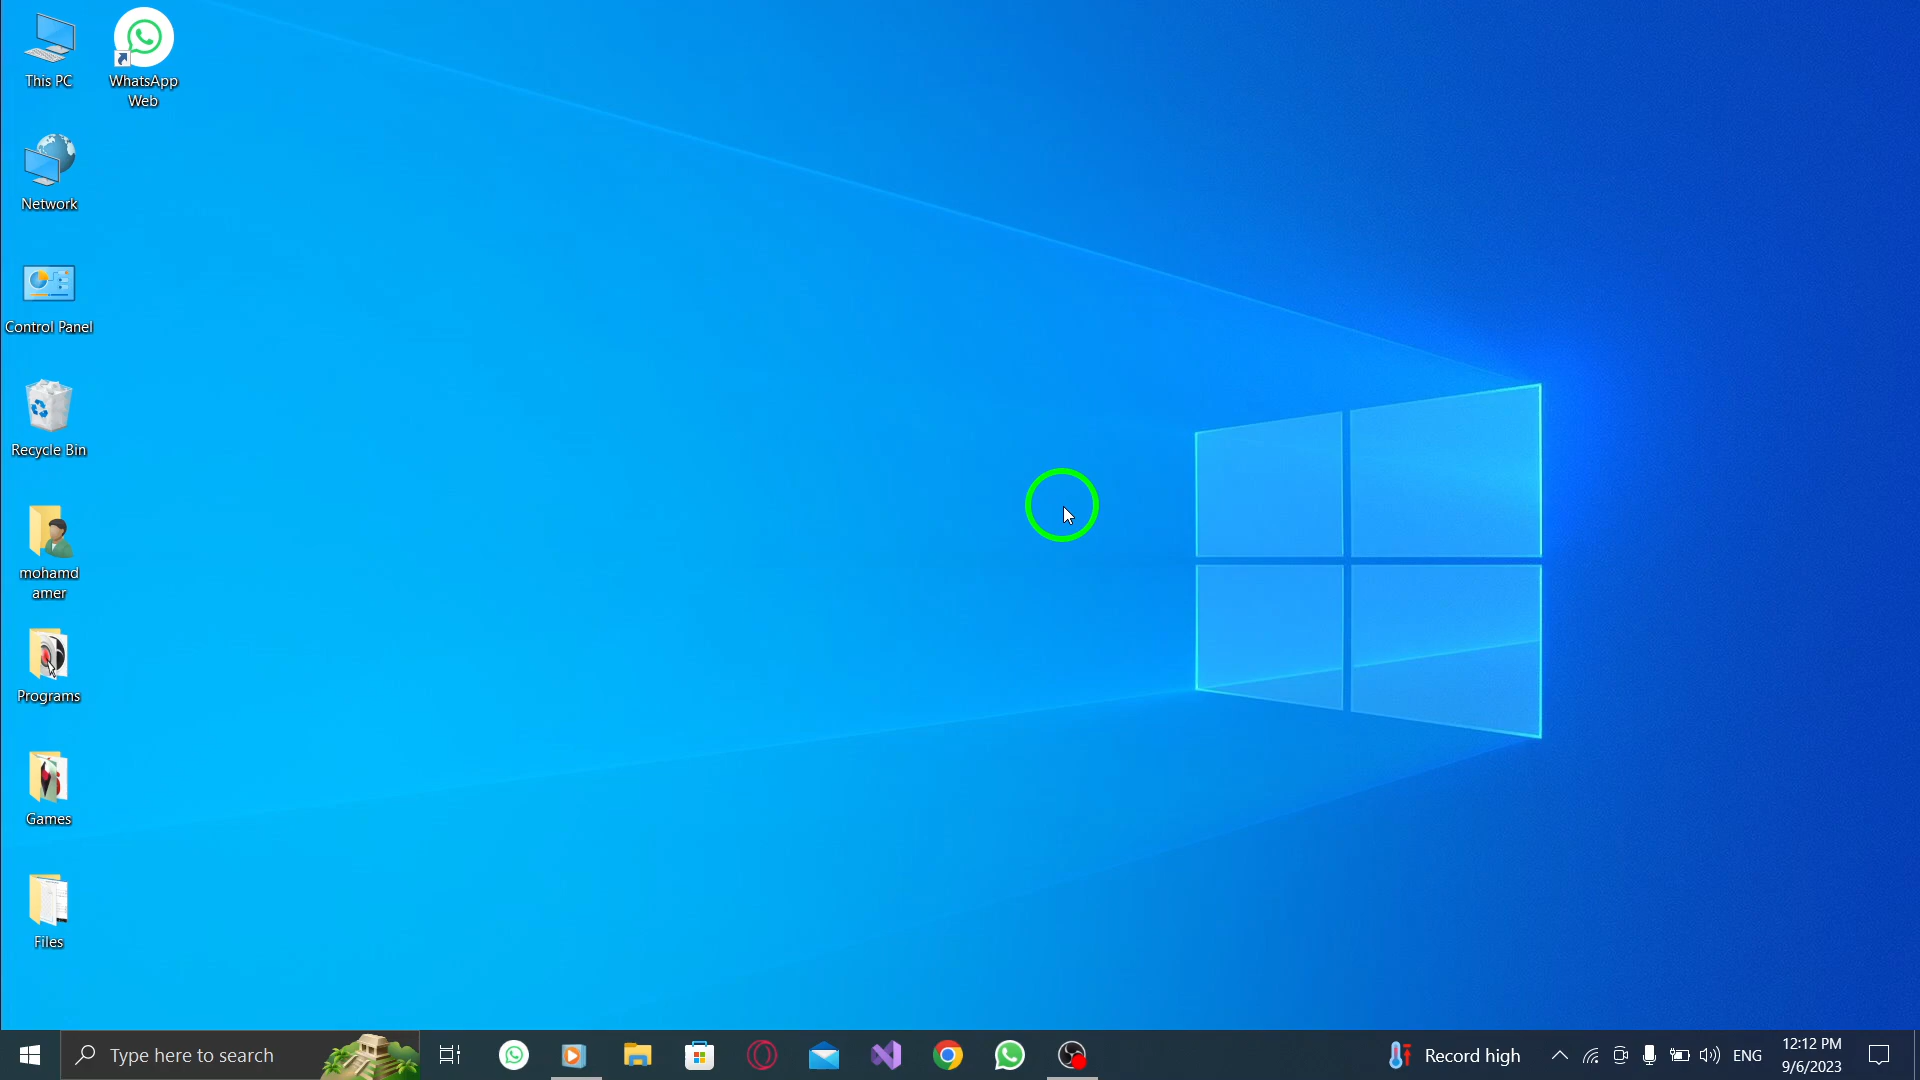 This PC
WhatsApp
Web
Network
Control Panel
Recycle Bin
mohamd
amer
Programs
Games
Files
Type here to search
Record high
ENG
12:12 PM
9/6/2023